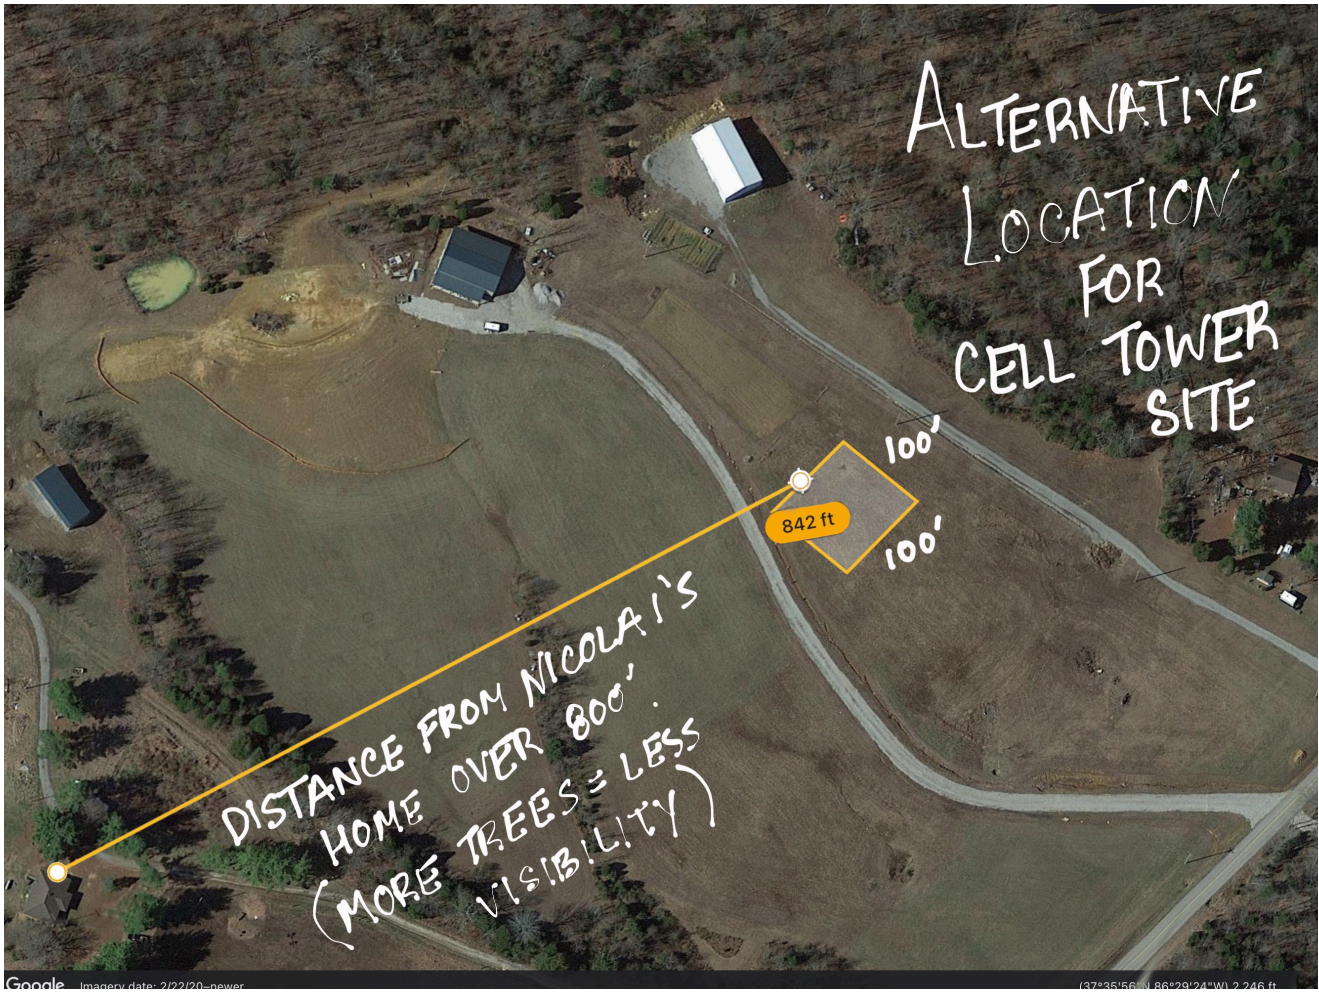 ALTERNATIVE
LOCATION
FOR
CELL TOWER
SITE
100'
842 ft
100'
DISTANCE FROM NICOLAI'S
HOME OVER 800'.
(MORE TREES = LESS
VISIBILITY)
Google Imagery date: 2/22/20–newer (37°35'56"N 86°29'24"W) 2,246 ft